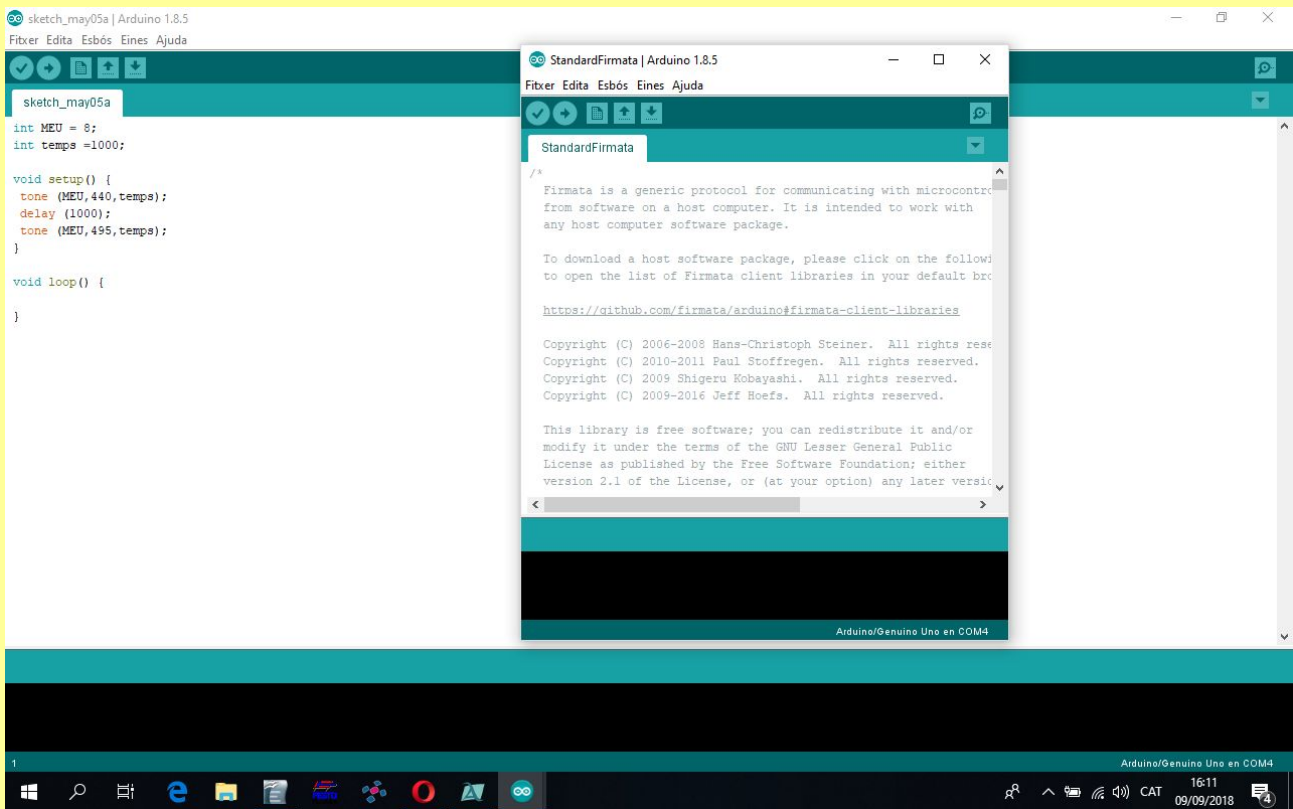 sketch_may05a | Arduino 1.8.5
Fitxer Edita Esbós Eines Ajuda
sketch_may05a
int MEU = 8;
int temps =1000;
void setup() {
tone (MEU,440,temps);
delay (1000);
tone (MEU,495,temps);
}
void loop() {
}
StandardFirmata | Arduino 1.8.5
Fitxer Edita Esbós Eines Ajuda
StandardFirmata
/*
Firmata is a generic protocol for communicating with microcontro
from software on a host computer. It is intended to work with
any host computer software package.
To download a host software package, please click on the followi
to open the list of Firmata client libraries in your default bro
https://github.com/firmata/arduino#firmata-client-libraries
Copyright (C) 2006-2008 Hans-Christoph Steiner.  All rights rese
Copyright (C) 2010-2011 Paul Stoffregen.  All rights reserved.
Copyright (C) 2009 Shigeru Kobayashi.  All rights reserved.
Copyright (C) 2009-2016 Jeff Hoefs.  All rights reserved.
This library is free software; you can redistribute it and/or
modify it under the terms of the GNU Lesser General Public
License as published by the Free Software Foundation; either
version 2.1 of the License, or (at your option) any later versio
Arduino/Genuino Uno en COM4
1
Arduino/Genuino Uno en COM4
CAT
16:11
09/09/2018
4